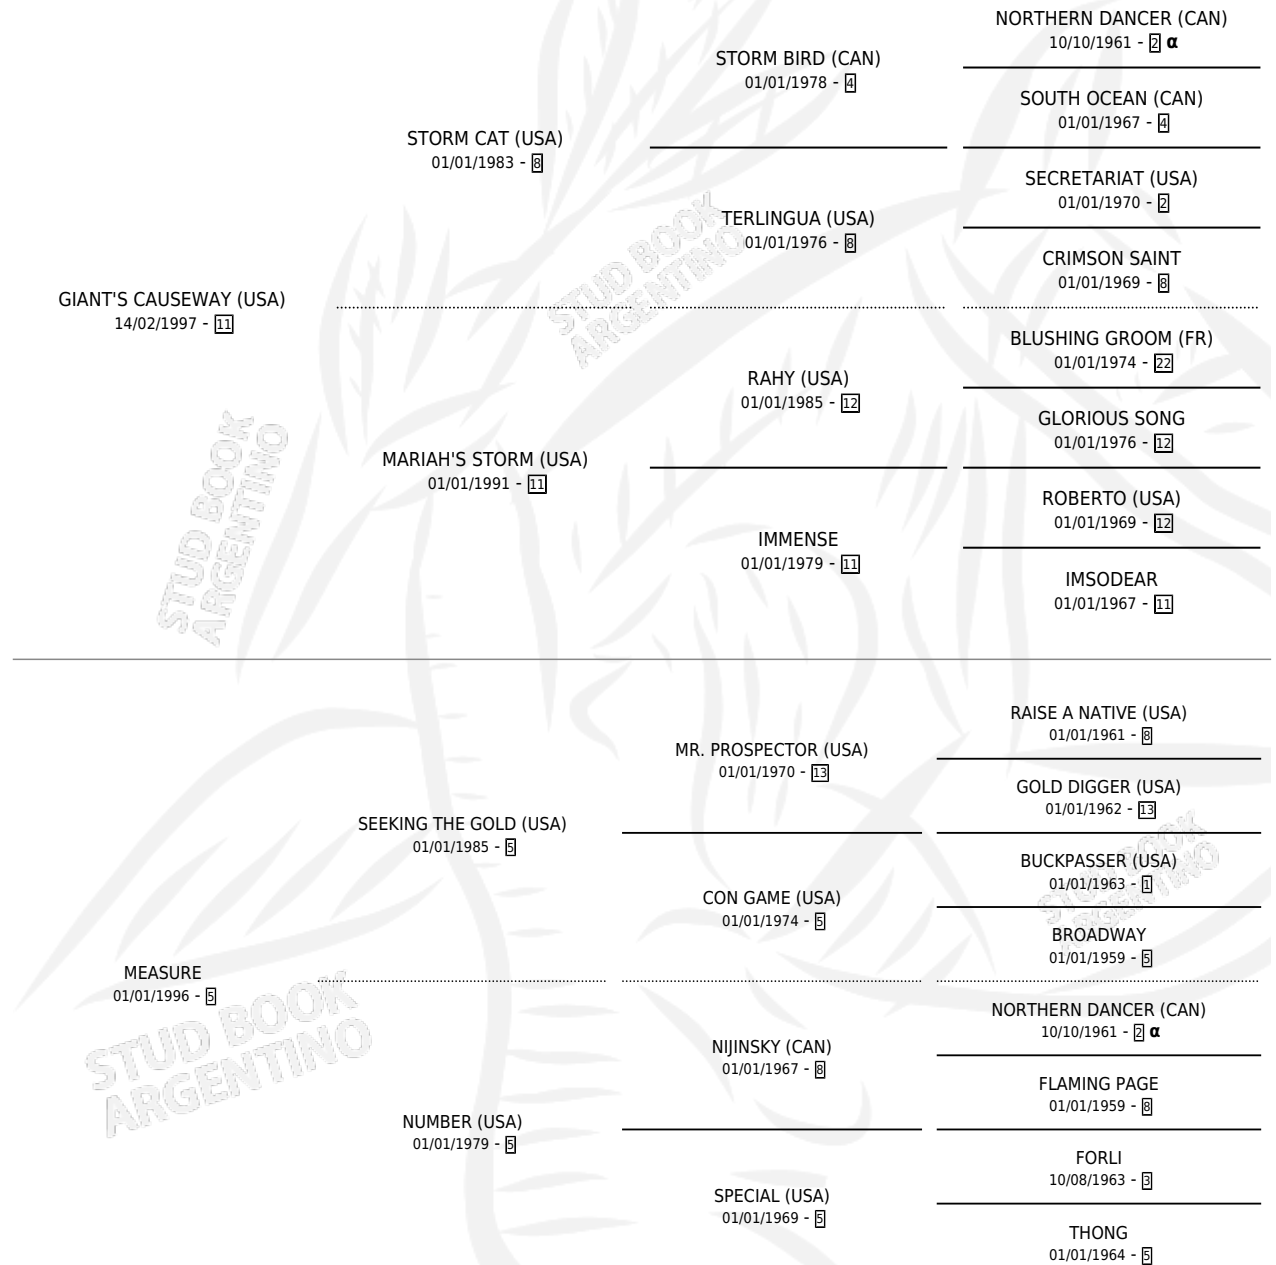 NORTHERN DANCER (CAN)
10/10/1961 - 2 α
STORM BIRD (CAN)
01/01/1978 - 4
SOUTH OCEAN (CAN)
01/01/1967 - 4
STORM CAT (USA)
01/01/1983 - 8
SECRETARIAT (USA)
01/01/1970 - 2
TERLINGUA (USA)
01/01/1976 - 8
CRIMSON SAINT
01/01/1969 - 8
GIANT'S CAUSEWAY (USA)
14/02/1997 - 11
BLUSHING GROOM (FR)
01/01/1974 - 22
RAHY (USA)
01/01/1985 - 12
GLORIOUS SONG
01/01/1976 - 12
MARIAH'S STORM (USA)
01/01/1991 - 11
ROBERTO (USA)
01/01/1969 - 12
IMMENSE
01/01/1979 - 11
IMSODEAR
01/01/1967 - 11
RAISE A NATIVE (USA)
01/01/1961 - 8
MR. PROSPECTOR (USA)
01/01/1970 - 13
GOLD DIGGER (USA)
01/01/1962 - 13
SEEKING THE GOLD (USA)
01/01/1985 - 5
BUCKPASSER (USA)
01/01/1963 - 1
CON GAME (USA)
01/01/1974 - 5
BROADWAY
01/01/1959 - 5
MEASURE
01/01/1996 - 5
NORTHERN DANCER (CAN)
10/10/1961 - 2 α
NIJINSKY (CAN)
01/01/1967 - 8
FLAMING PAGE
01/01/1959 - 8
NUMBER (USA)
01/01/1979 - 5
FORLI
10/08/1963 - 3
SPECIAL (USA)
01/01/1969 - 5
THONG
01/01/1964 - 5
STUD BOOK
ARGENTINO
STUD BOOK
ARGENTINO
STUD BOOK
ARGENTINO
STUD BOOK
ARGENTINO